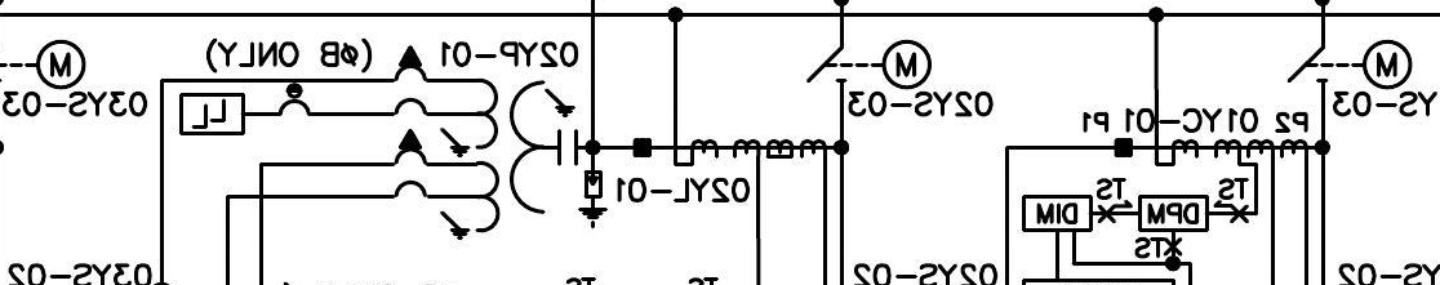 (ØB ONLY)
02YP-01
M
M
M
03YS-03
LL
02YS-03
YS-03
P2
01YC-01
P1
02YL-01
TS
TS
DIM
DPM
TS
03YS-02
TS
TS
02YS-02
YS-02